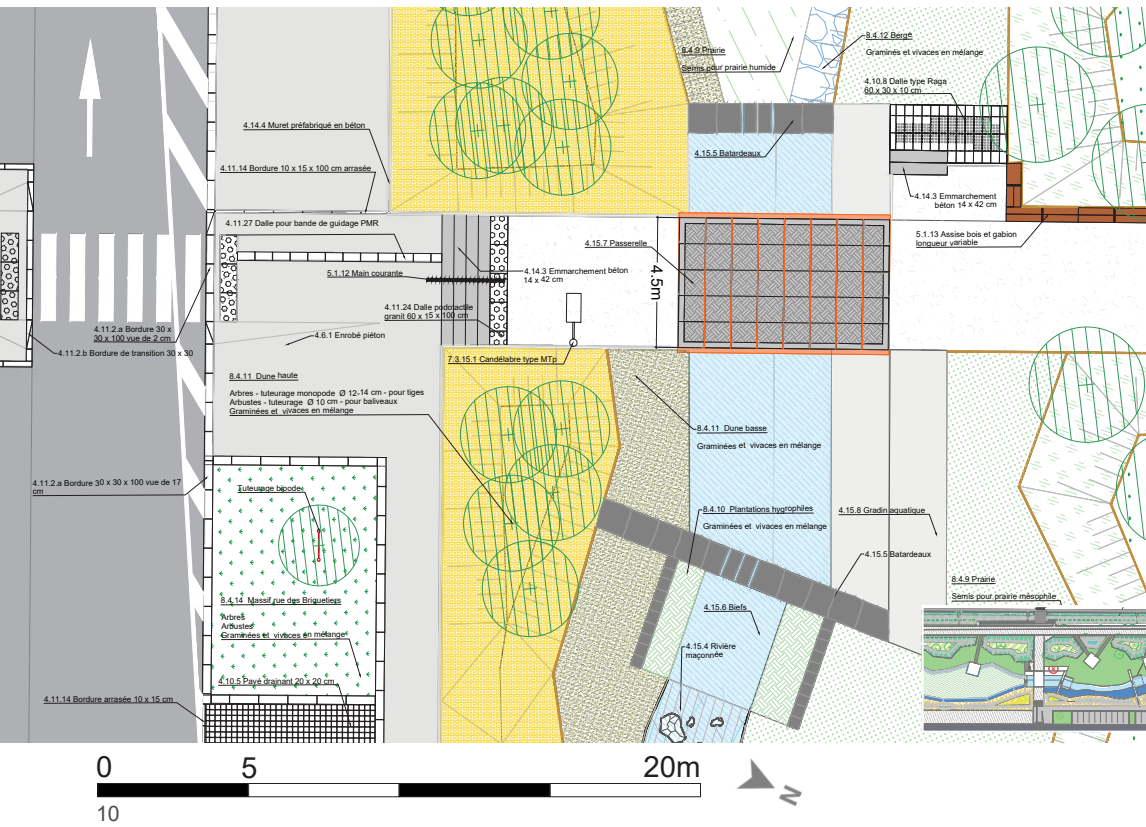 8.4.9 Prairie
Semis pour prairie humide
8.4.12 Berge
Graminés et vivaces en mélange
4.10.8 Dalle type Raga
60 x 30 x 10 cm
4.14.4 Muret préfabriqué en béton
4.15.5 Batardeaux
4.11.14 Bordure 10 x 15 x 100 cm arrasée
4.14.3 Emmarchement
béton 14 x 42 cm
4.11.27 Dalle pour bande de guidage PMR
5.1.13 Assise bois et gabion
longueur variable
4.15.7 Passerelle
5.1.12 Main courante
4.14.3 Emmarchement béton
14 x 42 cm
4.5m
4.11.24 Dalle podotactile
granit 60 x 15 x 100 cm
4.11.2.a Bordure 30 x
30 x 100 vue de 2 cm
4.6.1 Enrobé piéton
4.11.2.b Bordure de transition 30 x 30
7.3.15.1 Candélabre type MTp
8.4.11 Dune haute
Arbres - tuteurage monopode Ø 12-14 cm - pour tiges
Arbustes - tuteurage Ø 10 cm - pour baliveaux
Graminées et vivaces en mélange
8.4.11 Dune basse
Graminées et vivaces en mélange
4.11.2.a Bordure 30 x 30 x 100 vue de 17
cm
Tuteurage bipode
8.4.10 Plantations hygrophiles
Graminées et vivaces en mélange
4.15.8 Gradin aquatique
4.15.5 Batardeaux
8.4.9 Prairie
Semis pour prairie mésophile
8.4.14 Massif rue des Briquetiers
Arbres
Arbustes
Graminées et vivaces en mélange
4.15.6 Biefs
4.15.4 Rivière
maçonnée
4.10.5 Pavé drainant 20 x 20 cm
4.11.14 Bordure arrasée 10 x 15 cm
0 5 20m
10
N